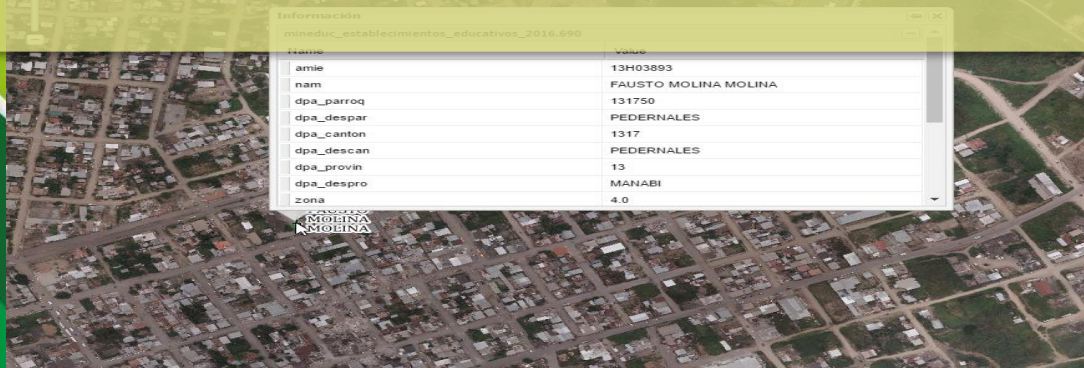 Información
mineduc_establecimientos_educativos_2016.690
Name Value
amie 13H03893
nam FAUSTO MOLINA MOLINA
dpa_parroq 131750
dpa_despar PEDERNALES
dpa_canton 1317
dpa_descan PEDERNALES
dpa_provin 13
dpa_despro MANABI
zona 4.0
FAUSTO
MOLINA
MOLINA